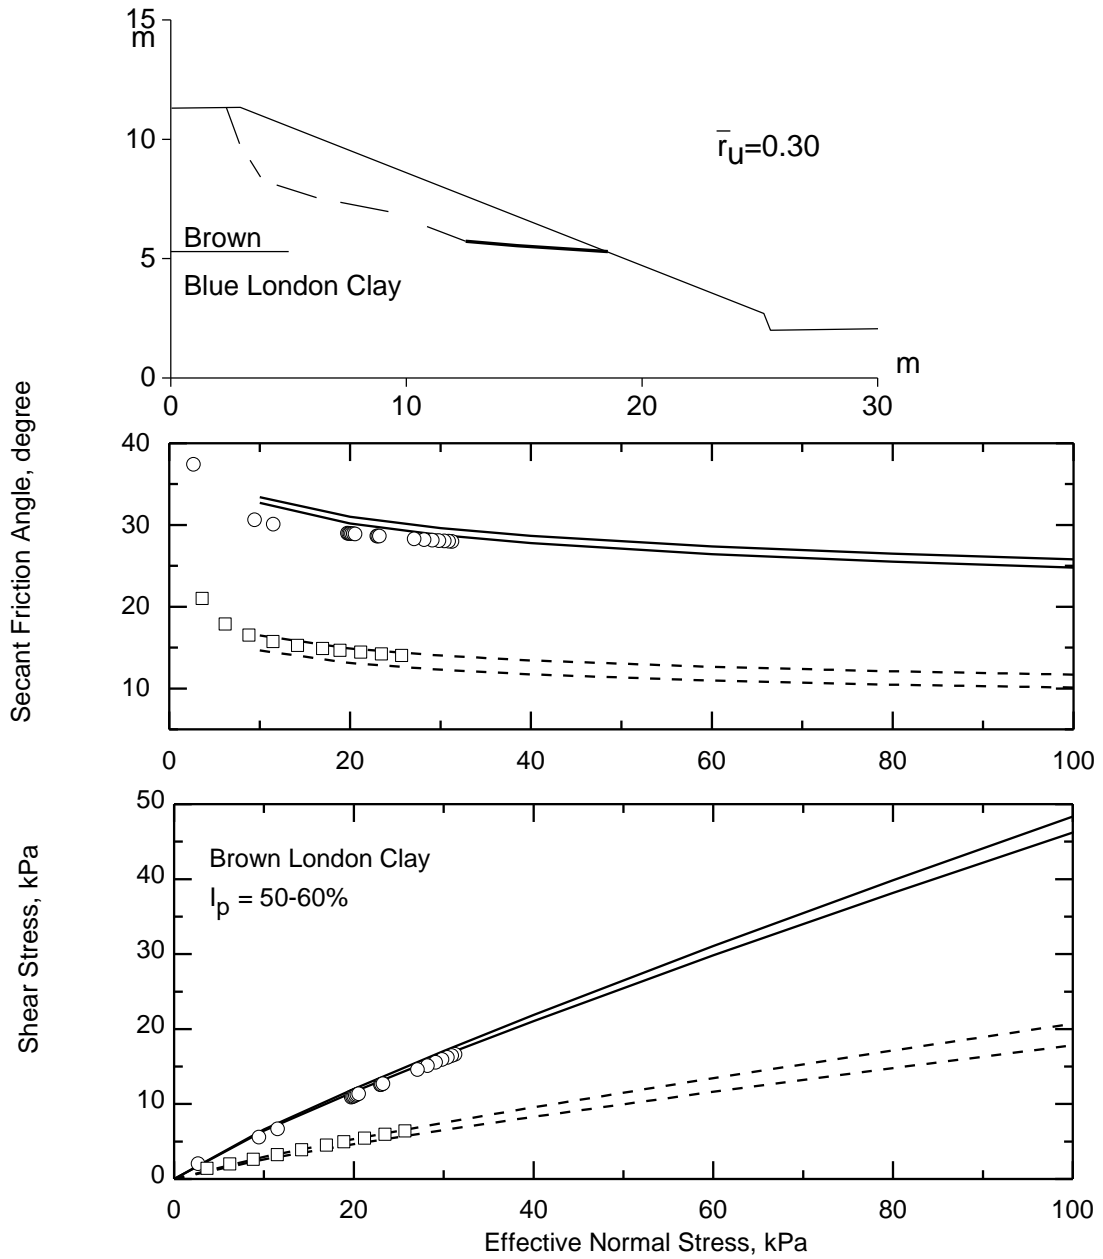 15
m
10
r̅u=0.30
Brown
5
Blue London Clay
0
m
0 10 20 30
Secant Friction Angle, degree
40
30
20
10
0 20 40 60 80 100
Shear Stress, kPa
50
Brown London Clay
40
Ip = 50-60%
30
20
10
0
0 20 40 60 80 100
Effective Normal Stress, kPa